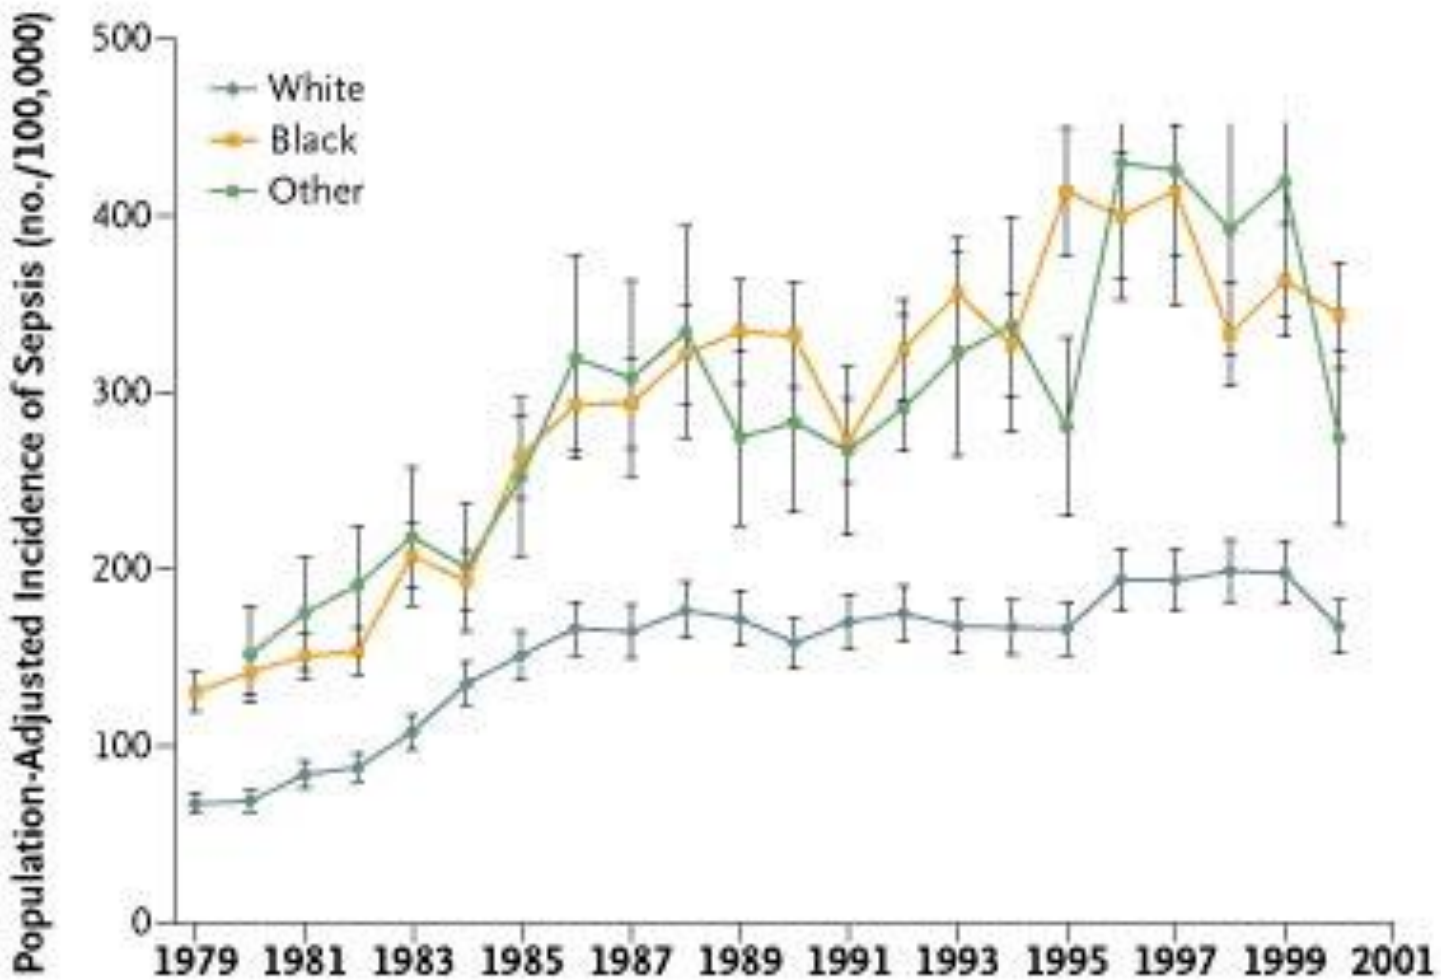 Population-Adjusted Incidence of Sepsis (no./100,000)
500
400
300
200
100
0
White
Black
Other
1979 1981 1983 1985 1987 1989 1991 1993 1995 1997 1999 2001